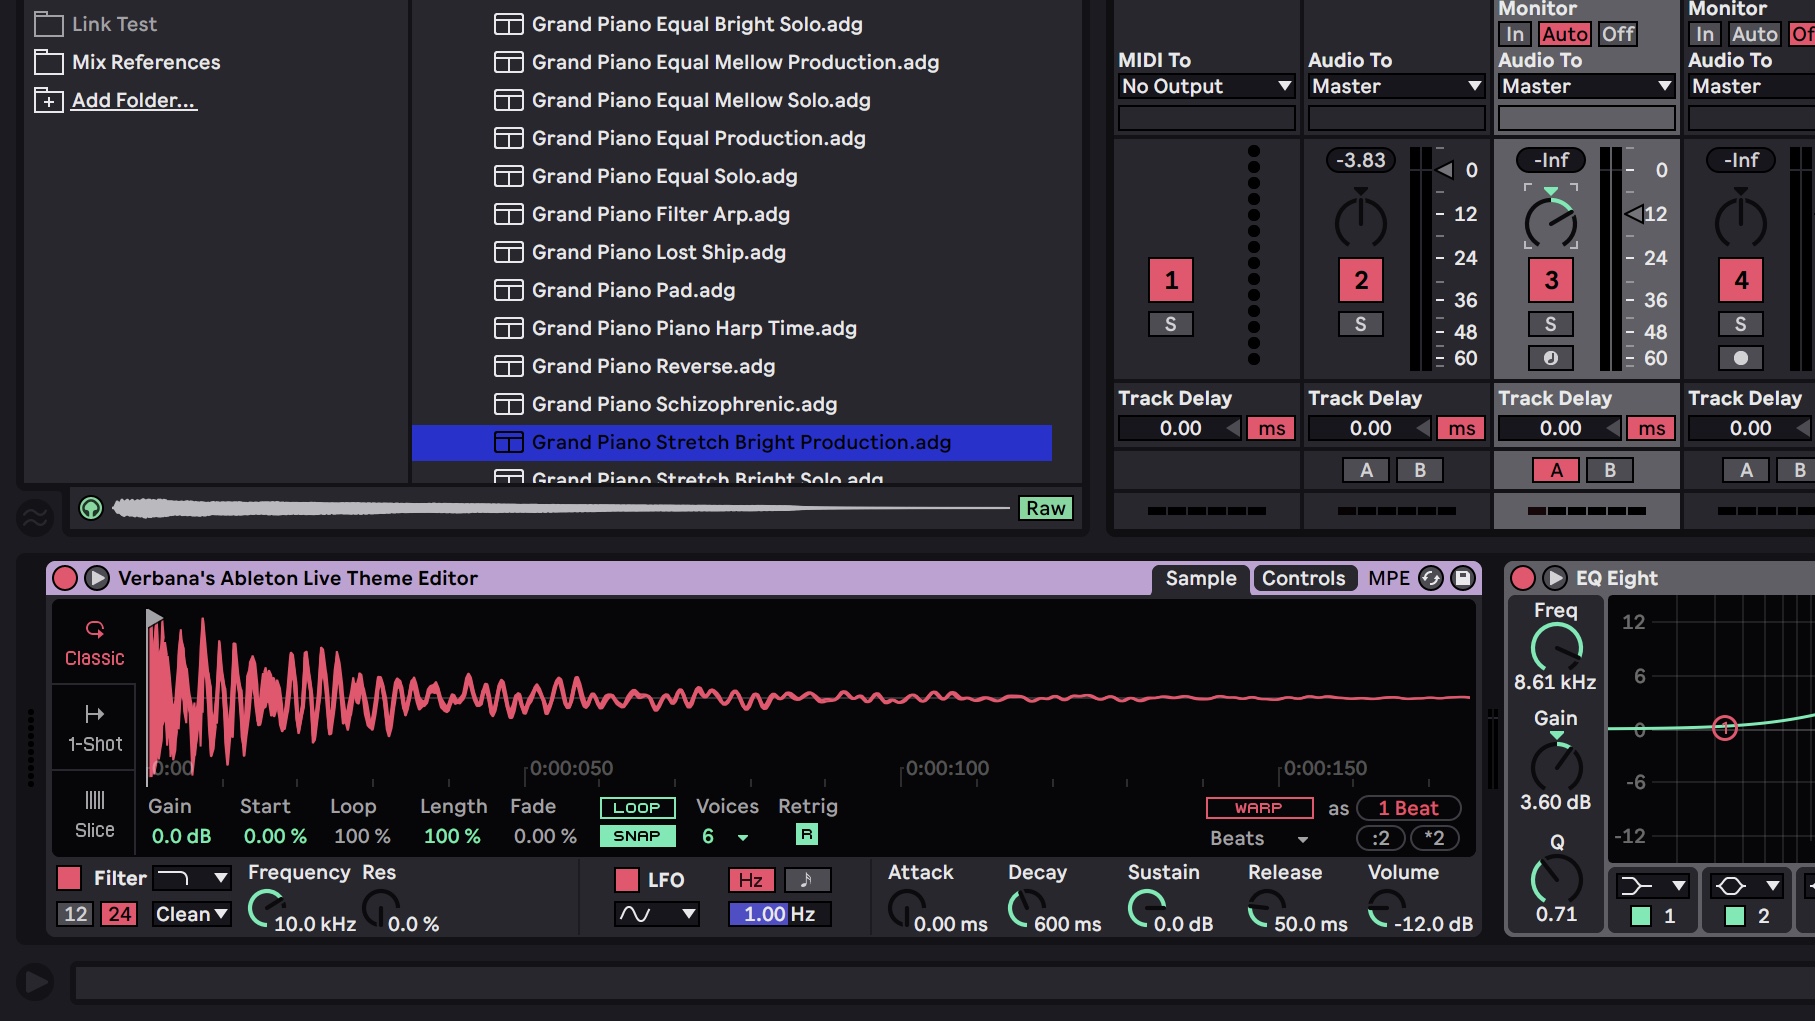 Link Test
Mix References
Add Folder...
Grand Piano Equal Bright Solo.adg
Grand Piano Equal Mellow Production.adg
Grand Piano Equal Mellow Solo.adg
Grand Piano Equal Production.adg
Grand Piano Equal Solo.adg
Grand Piano Filter Arp.adg
Grand Piano Lost Ship.adg
Grand Piano Pad.adg
Grand Piano Piano Harp Time.adg
Grand Piano Reverse.adg
Grand Piano Schizophrenic.adg
Grand Piano Stretch Bright Production.adg
Grand Piano Stretch Bright Solo.adg
Raw
Monitor Monitor
In Auto Off In Auto Of
MIDI To Audio To Audio To Audio To
No Output Master Master Master
-3.83 -Inf -Inf
0 0
12 12
24 24
1 2 3 4
36 36
S S S S
48 48
60 60
Track Delay Track Delay Track Delay Track Delay
0.00 ms 0.00 ms 0.00 ms 0.00
A B A B A B
Verbana's Ableton Live Theme Editor Sample Controls MPE
Classic
1-Shot
Slice
0:00 0:00:050 0:00:100 0:00:150
Gain Start Loop Length Fade LOOP Voices Retrig WARP as 1 Beat
0.0 dB 0.00 % 100 % 100 % 0.00 % SNAP 6 R Beats :2 *2
Filter Frequency Res LFO Hz Attack Decay Sustain Release Volume
12 24 Clean 10.0 kHz 0.0 % 1.00 Hz 0.00 ms 600 ms 0.0 dB 50.0 ms -12.0 dB
EQ Eight
Freq
8.61 kHz
Gain
3.60 dB
Q
0.71
12
6
0
1
-6
-12
1 2